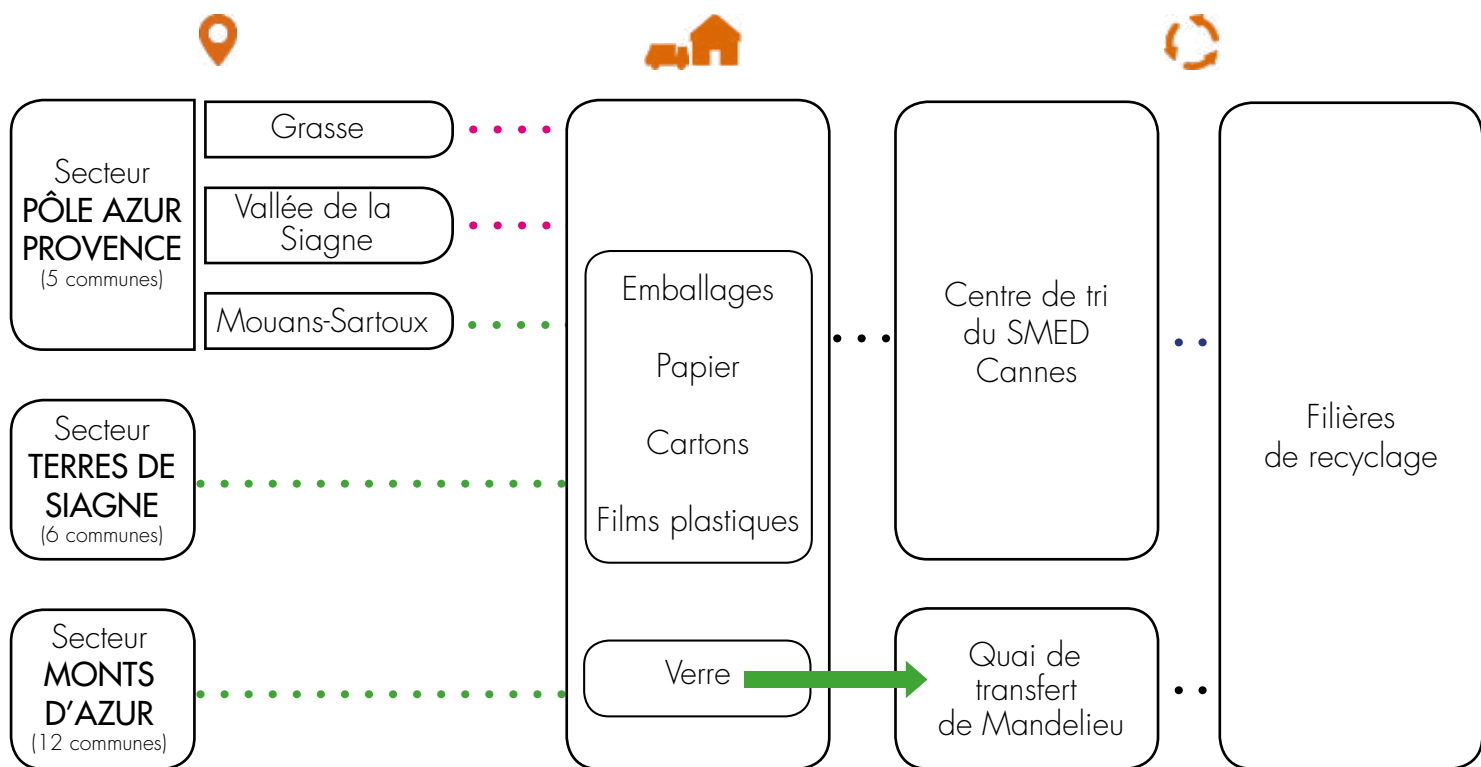 Secteur
PÔLE AZUR
PROVENCE
(5 communes)
Grasse
Vallée de la
Siagne
Mouans-Sartoux
Secteur
TERRES DE
SIAGNE
(6 communes)
Secteur
MONTS
D'AZUR
(12 communes)
Emballages
Papier
Cartons
Films plastiques
Verre
Centre de tri
du SMED
Cannes
Quai de
transfert
de Mandelieu
Filières
de recyclage